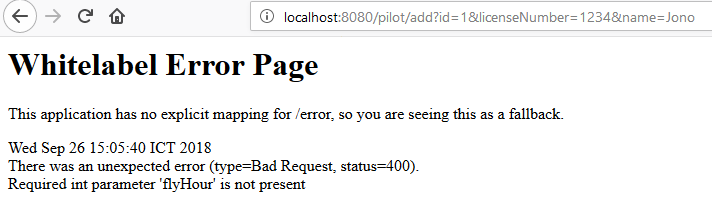 localhost:8080/pilot/add?id=1&licenseNumber=1234&name=Jono
Whitelabel Error Page
This application has no explicit mapping for /error, so you are seeing this as a fallback.
Wed Sep 26 15:05:40 ICT 2018
There was an unexpected error (type=Bad Request, status=400).
Required int parameter 'flyHour' is not present